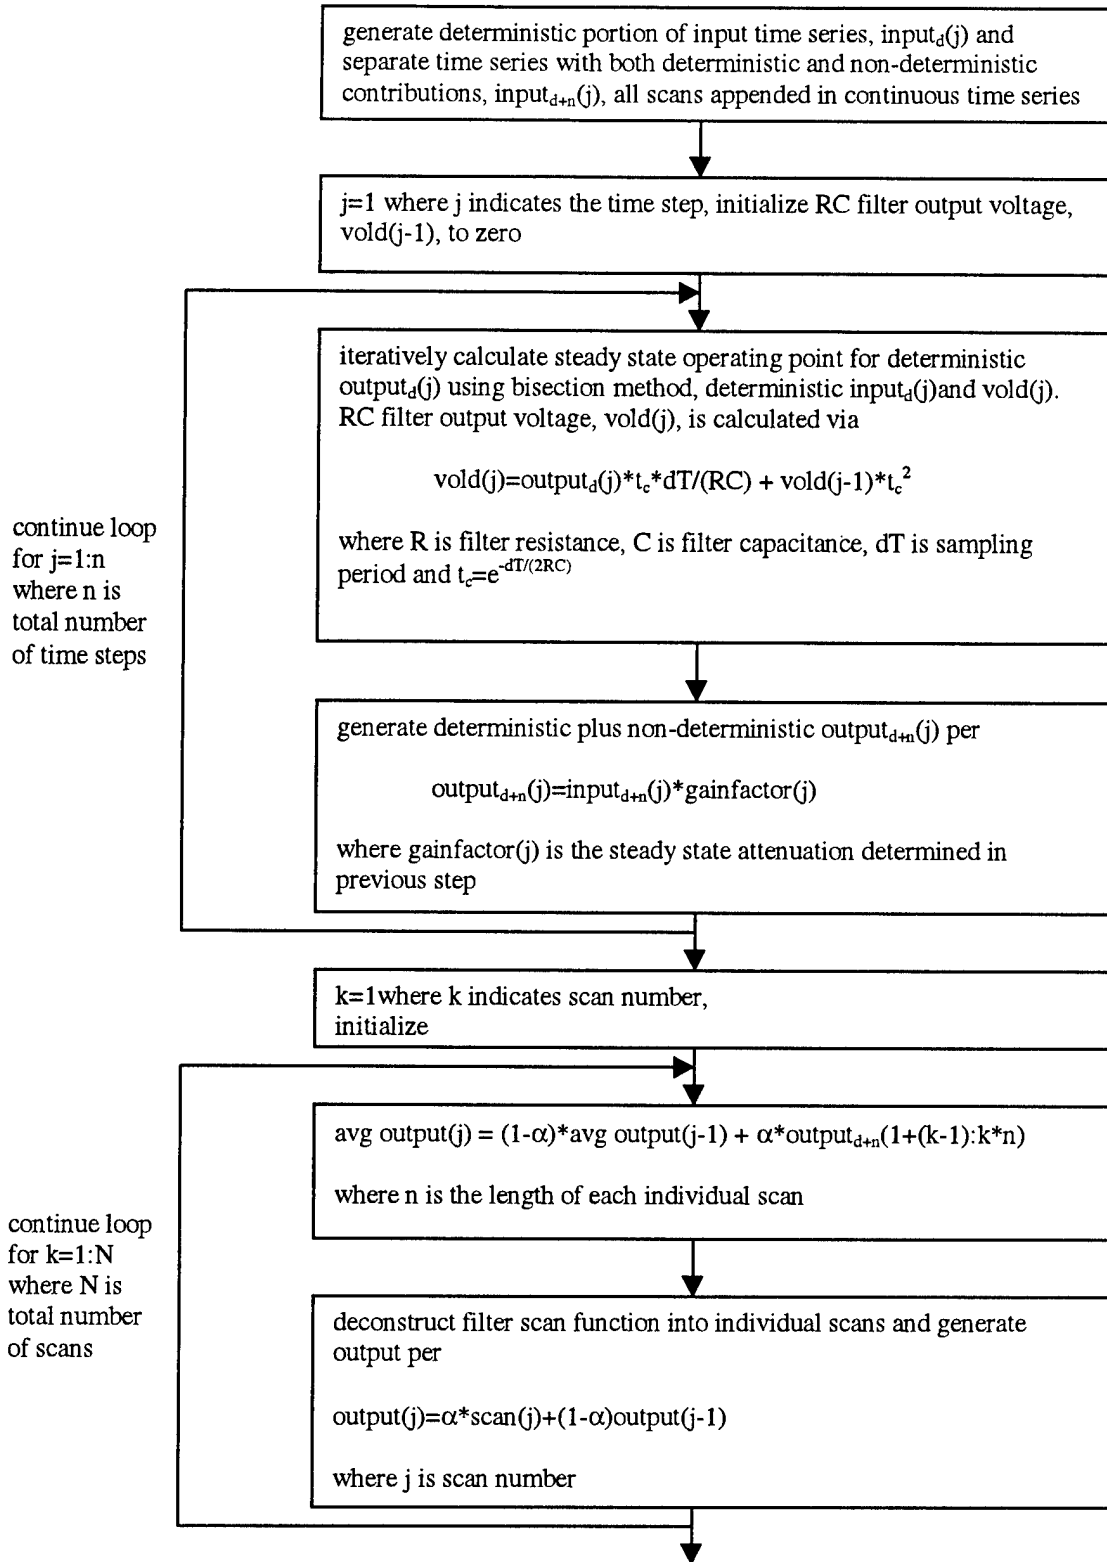 generate deterministic portion of input time series, input_d(j) and
separate time series with both deterministic and non-deterministic
contributions, input_{d+n}(j), all scans appended in continuous time series
j=1 where j indicates the time step, initialize RC filter output voltage,
vold(j-1), to zero
iteratively calculate steady state operating point for deterministic
output_d(j) using bisection method, deterministic input_d(j)and vold(j).
RC filter output voltage, vold(j), is calculated via
vold(j)=output_d(j)*t_c*dT/(RC) + vold(j-1)*t_c^2
where R is filter resistance, C is filter capacitance, dT is sampling
period and t_c=e^{-dT/(2RC)}
continue loop
for j=1:n
where n is
total number
of time steps
generate deterministic plus non-deterministic output_{d+n}(j) per
output_{d+n}(j)=input_{d+n}(j)*gainfactor(j)
where gainfactor(j) is the steady state attenuation determined in
previous step
k=1where k indicates scan number,
initialize
avg output(j) = (1-α)*avg output(j-1) + α*output_{d+n}(1+(k-1):k*n)
where n is the length of each individual scan
continue loop
for k=1:N
where N is
total number
of scans
deconstruct filter scan function into individual scans and generate
output per
output(j)=α*scan(j)+(1-α)output(j-1)
where j is scan number